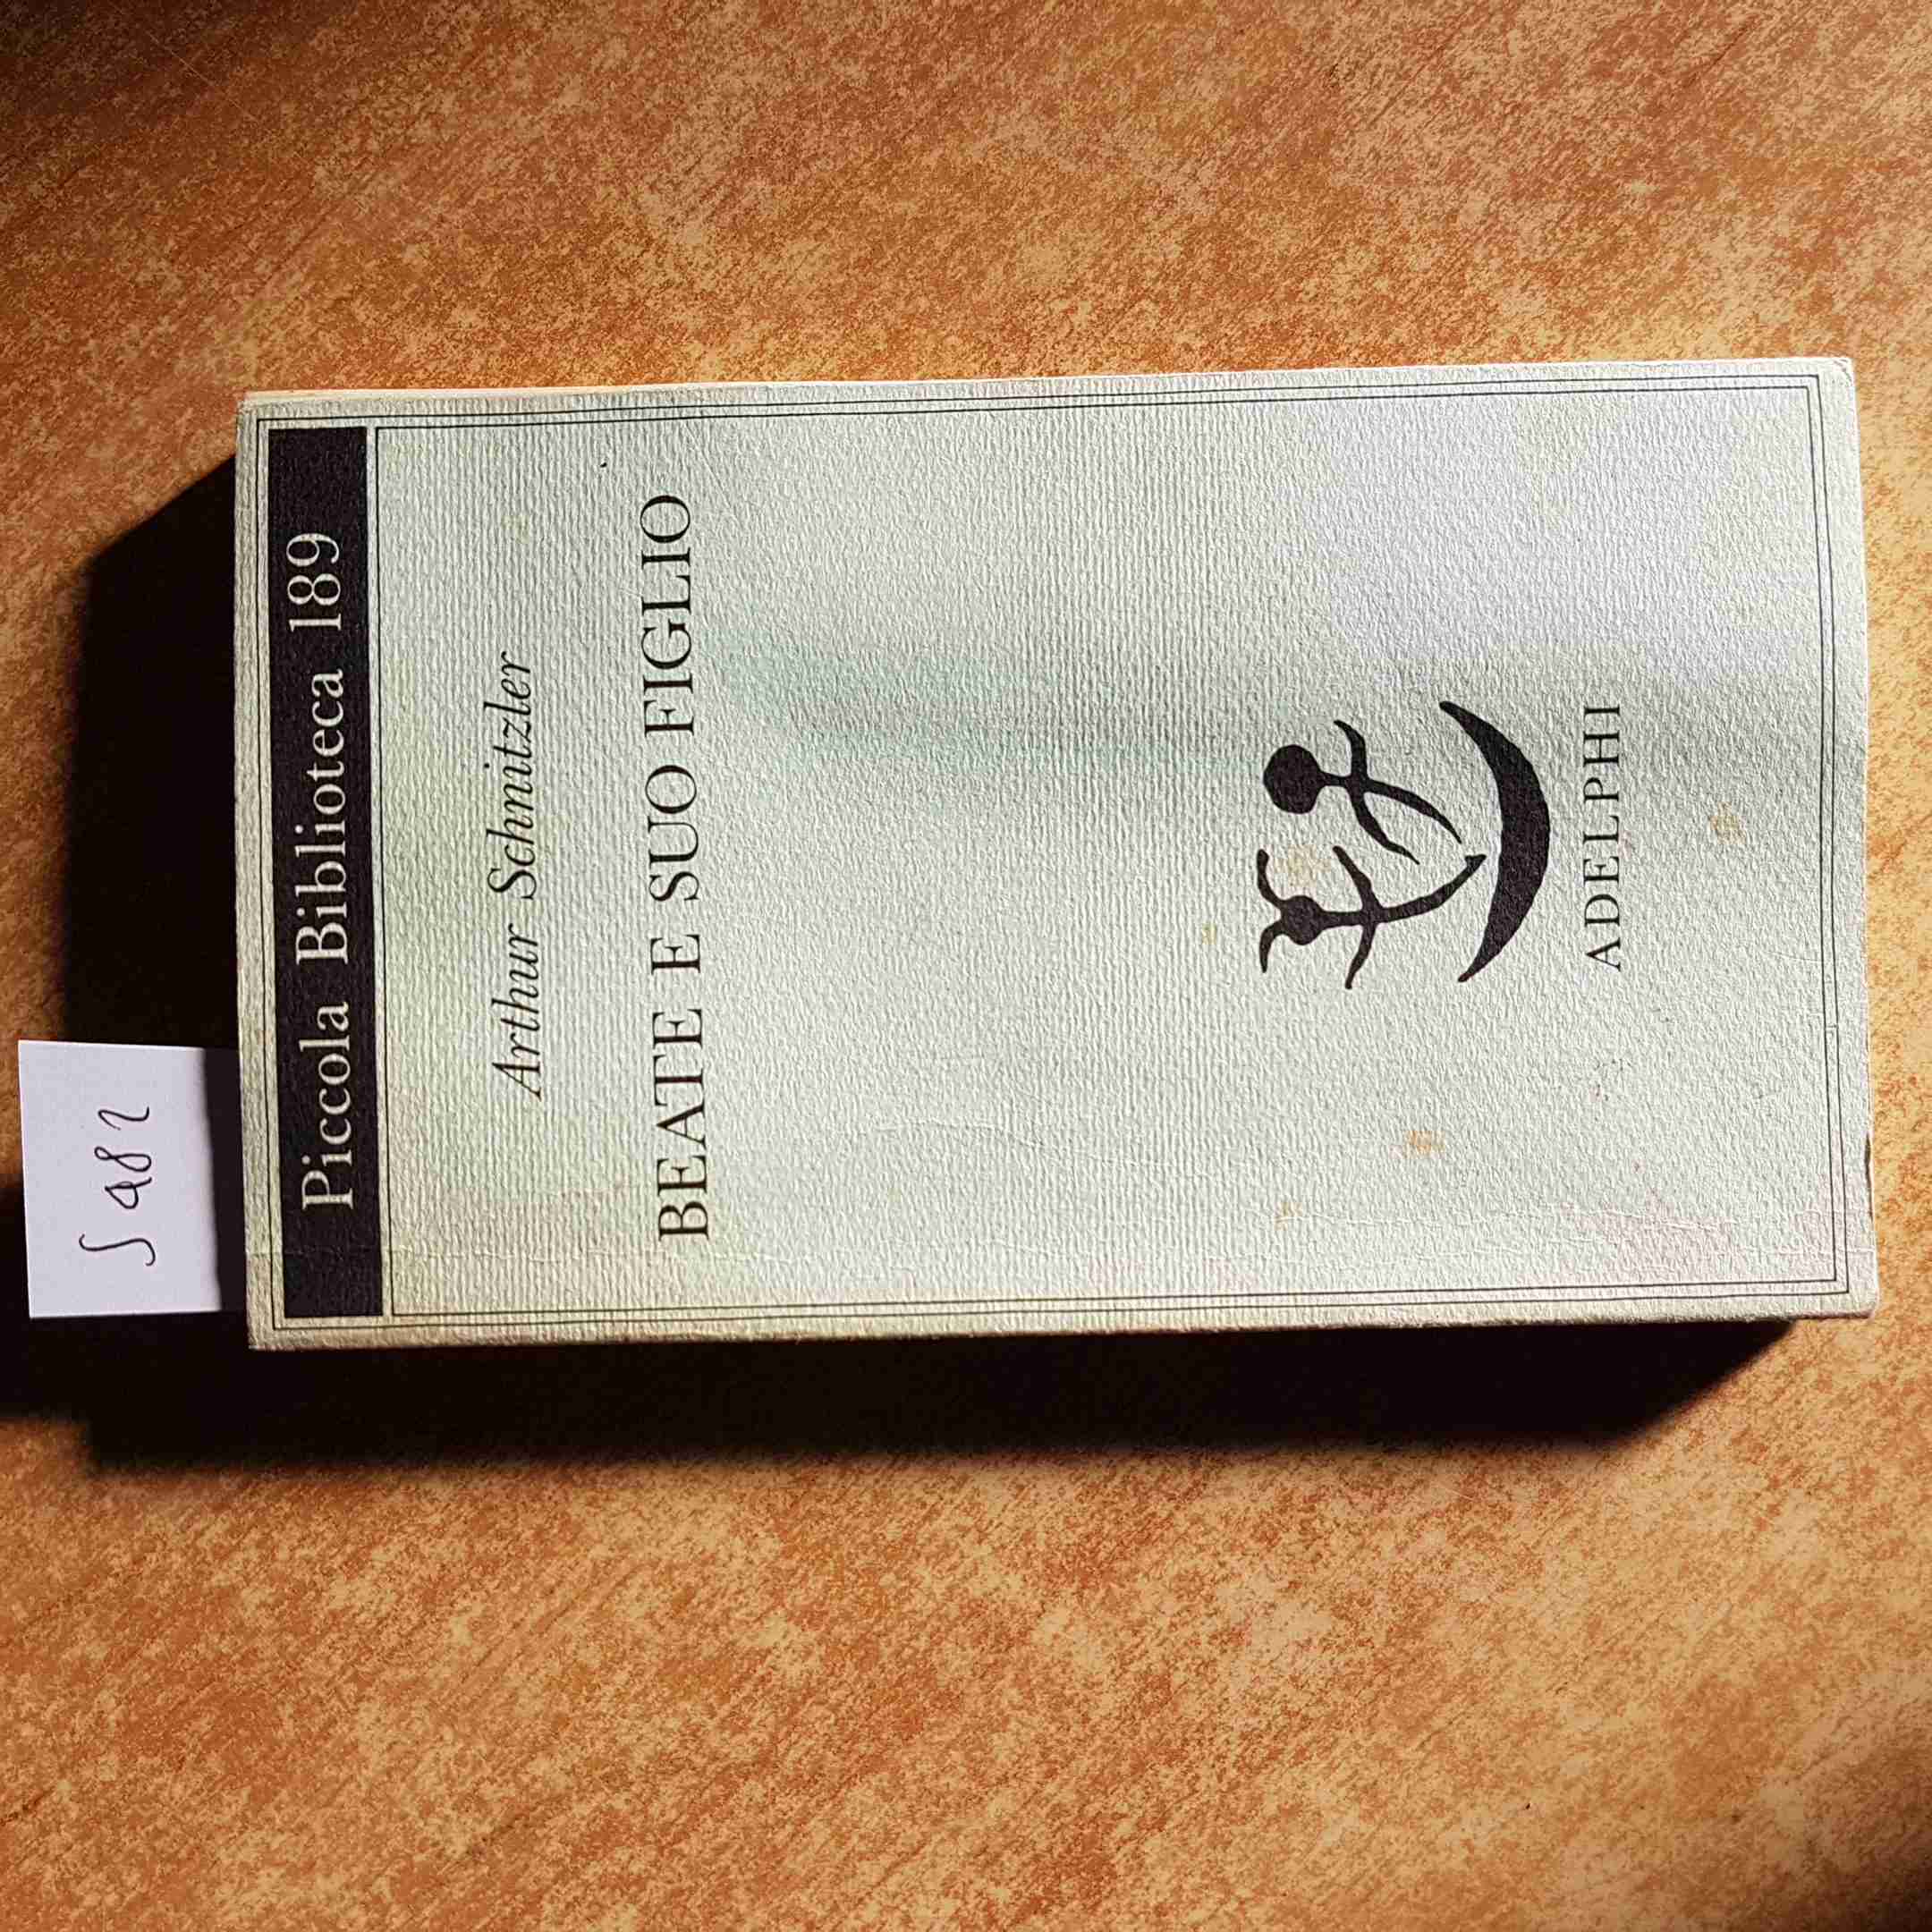 S 982
Piccola Biblioteca 189
Arthur Schnitzler
BEATE E SUO FIGLIO
ADELPHI